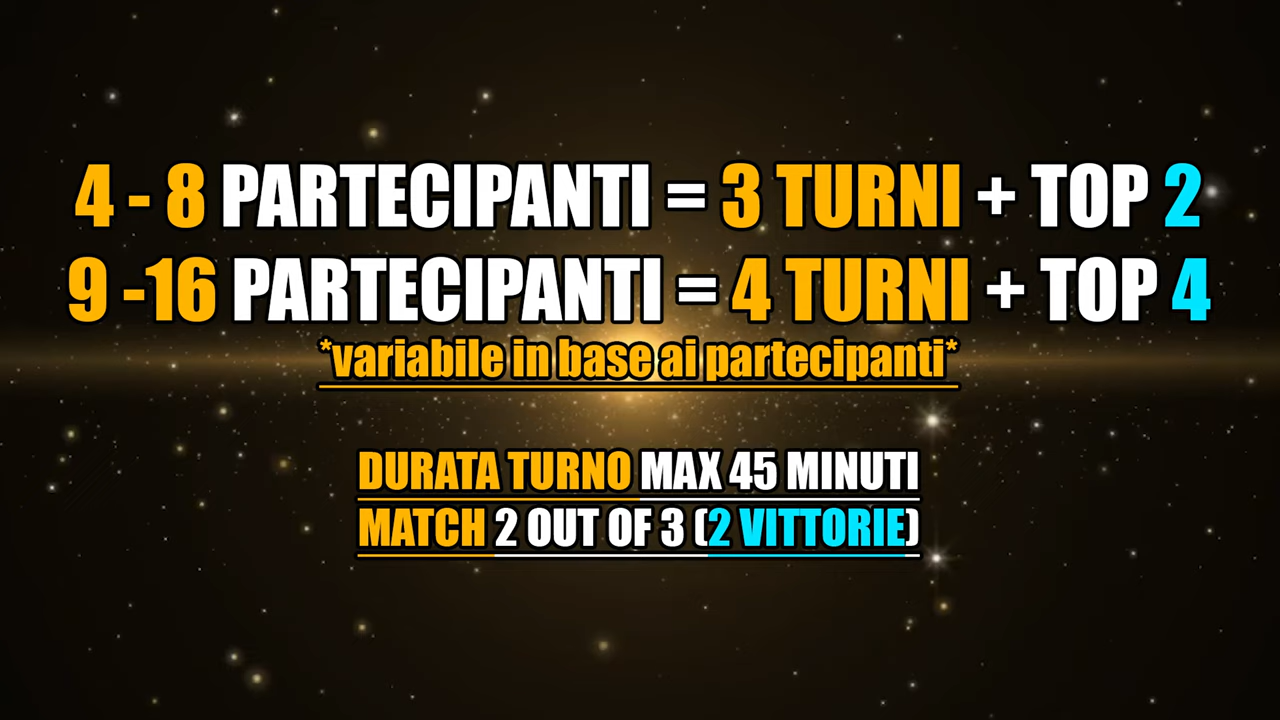 4 - 8 PARTECIPANTI = 3 TURNI + TOP 2
9 -16 PARTECIPANTI = 4 TURNI + TOP 4
*variabile in base ai partecipanti*
DURATA TURNO MAX 45 MINUTI
MATCH 2 OUT OF 3 (2 VITTORIE)